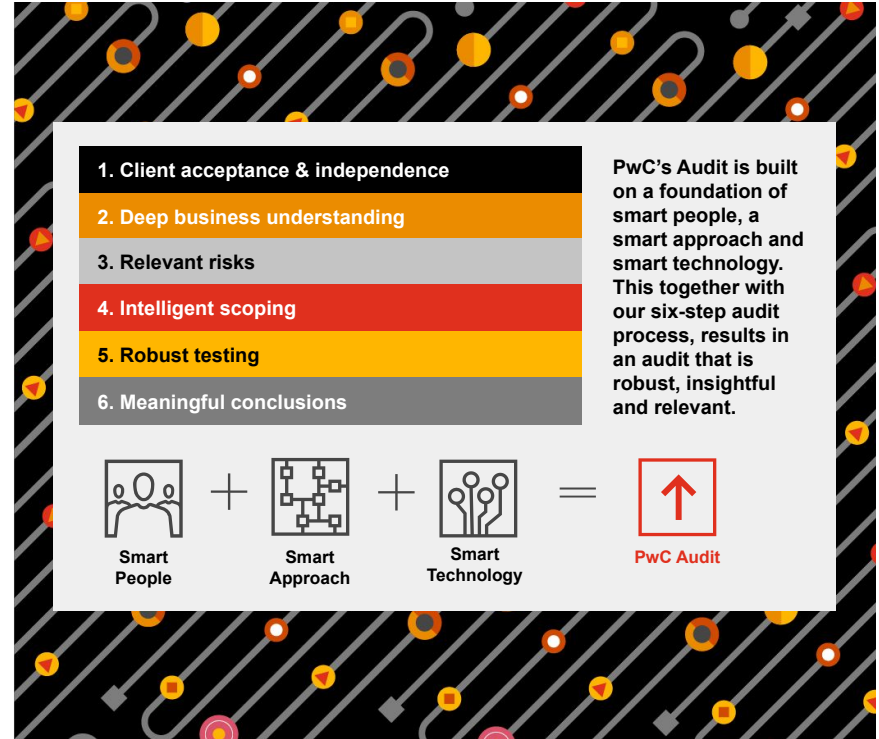 1. Client acceptance & independence
2. Deep business understanding
3. Relevant risks
4. Intelligent scoping
5. Robust testing
6. Meaningful conclusions
PwC's Audit is built
on a foundation of
smart people, a
smart approach and
smart technology.
This together with
our six-step audit
process, results in
an audit that is
robust, insightful
and relevant.
Smart
People
Smart
Approach
Smart
Technology
PwC Audit